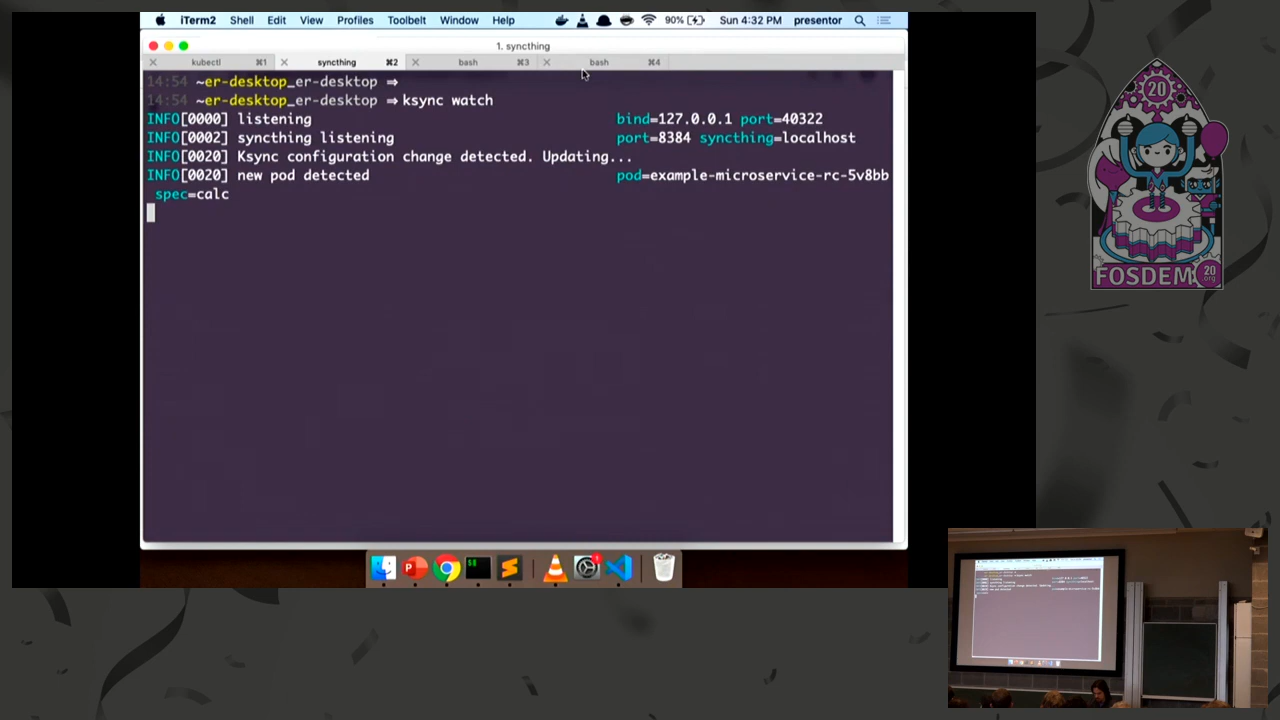 iTerm2 Shell Edit View Profiles Toolbelt Window Help 90% Sun 4:32 PM presentor
1. syncthing
kubectl ⌘1 syncthing ⌘2 bash ⌘3 bash ⌘4
14:54 ~er-desktop_er-desktop ⇒
14:54 ~er-desktop_er-desktop ⇒ ksync watch
INFO[0000] listening bind=127.0.0.1 port=40322
INFO[0002] syncthing listening port=8384 syncthing=localhost
INFO[0020] Ksync configuration change detected. Updating...
INFO[0020] new pod detected pod=example-microservice-rc-5v8bb
spec=calc
20
FOSDEM 20
.org